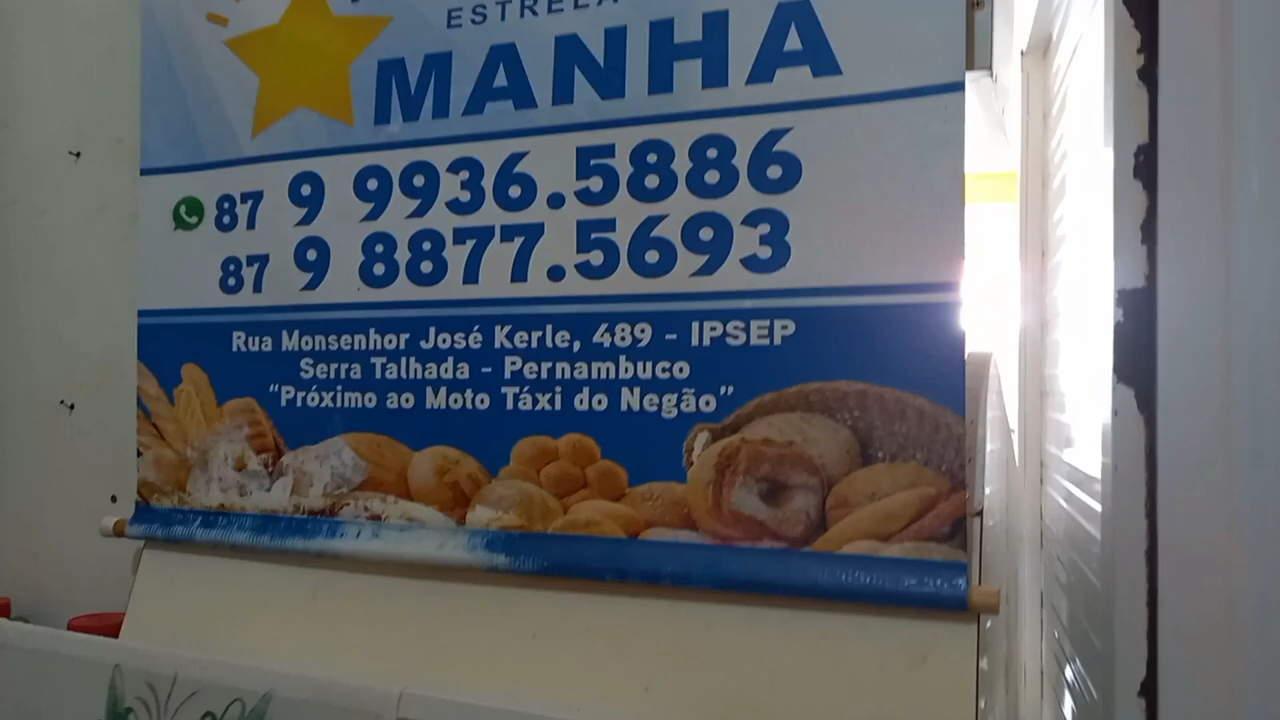 ESTRELA
MANHÃ
87 9 9936.5886
87 9 8877.5693
Rua Monsenhor José Kerle, 489 - IPSEP
Serra Talhada - Pernambuco
“Próximo ao Moto Táxi do Negão”